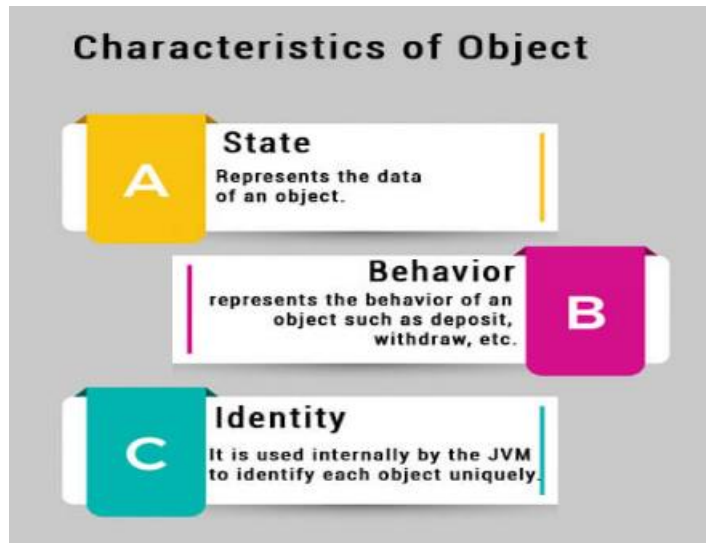 Characteristics of Object
A
State
Represents the data
of an object.
Behavior
represents the behavior of an
object such as deposit,
withdraw, etc.
B
C
Identity
It is used internally by the JVM
to identify each object uniquely.